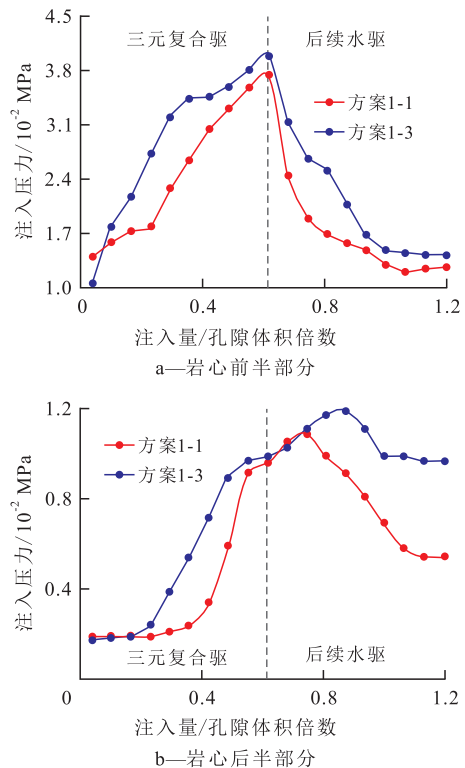 4.5
三元复合驱 后续水驱
3.8
方案1-1
3.1
方案1-3
注入压力/10⁻² MPa
2.4
1.7
1.0
0.4 0.8 1.2
注入量/孔隙体积倍数
a—岩心前半部分
1.2
方案1-1
方案1-3
0.8
注入压力/10⁻² MPa
0.4
三元复合驱 后续水驱
0 0.4 0.8 1.2
注入量/孔隙体积倍数
b—岩心后半部分